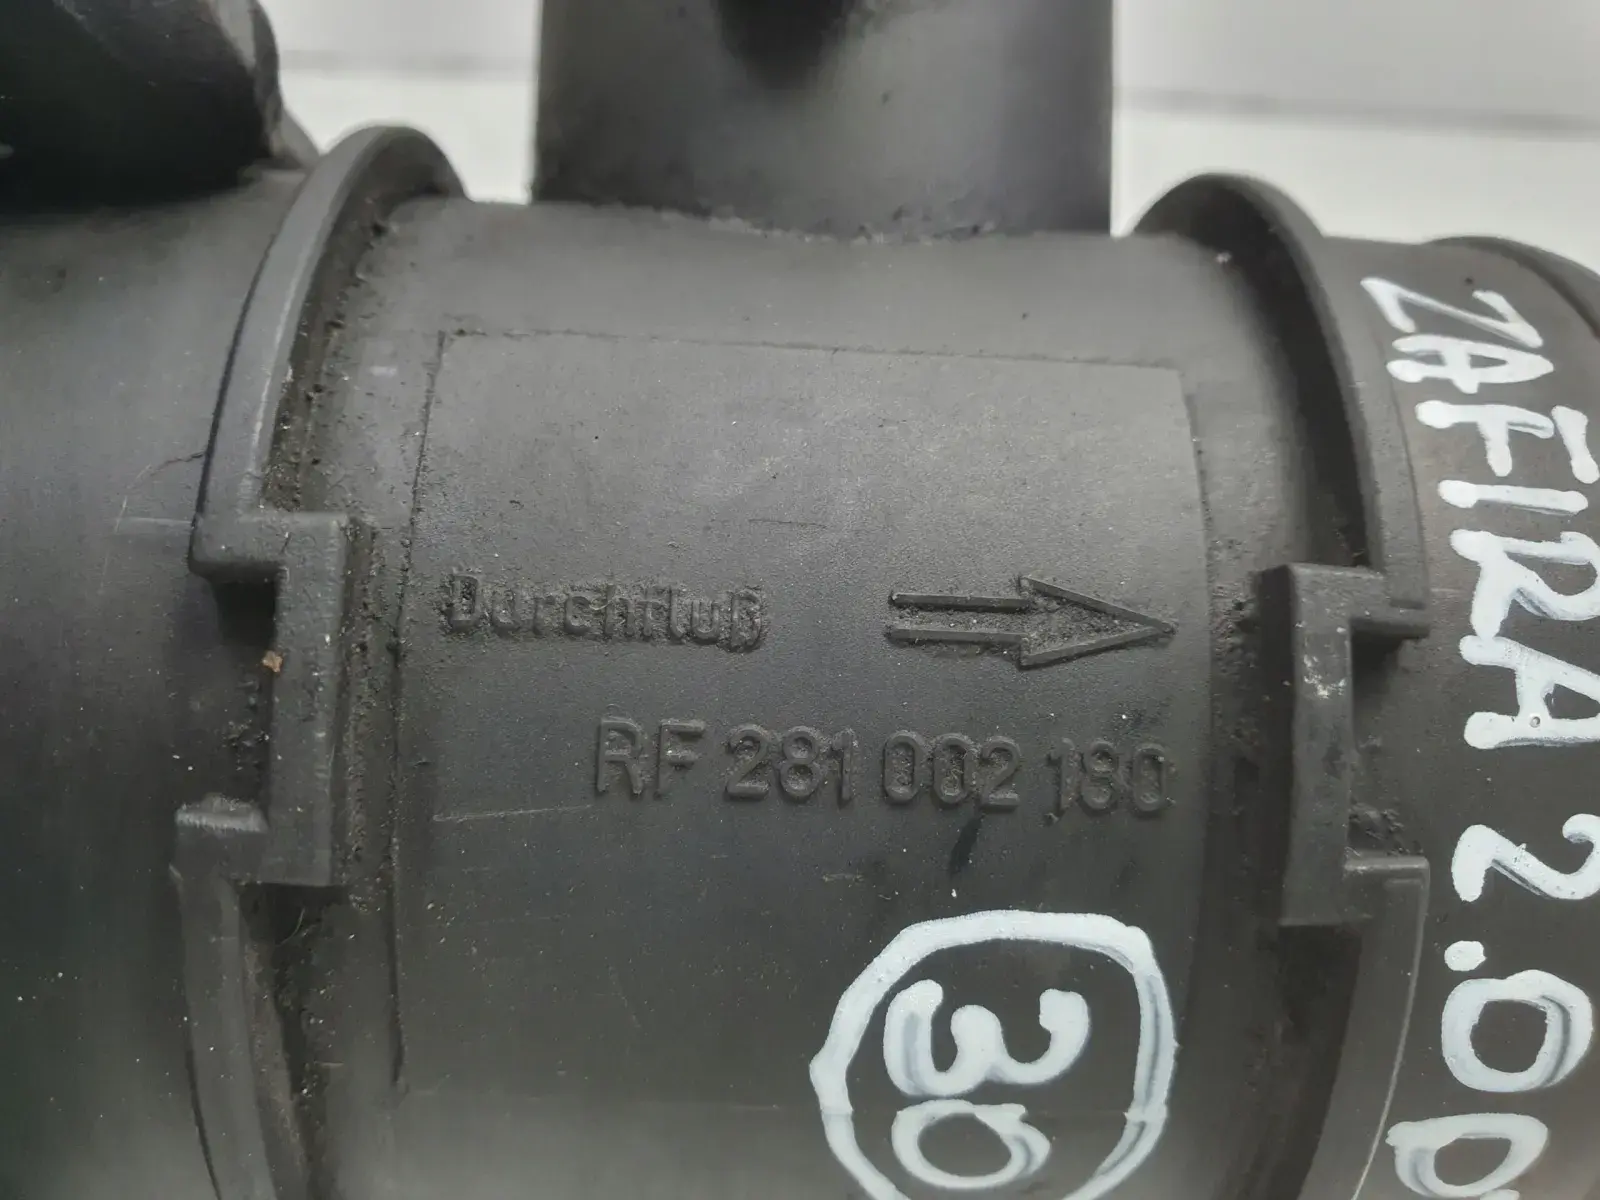 Durchfluß
RF 281 002 180
ZAFIRA 2.0D
30